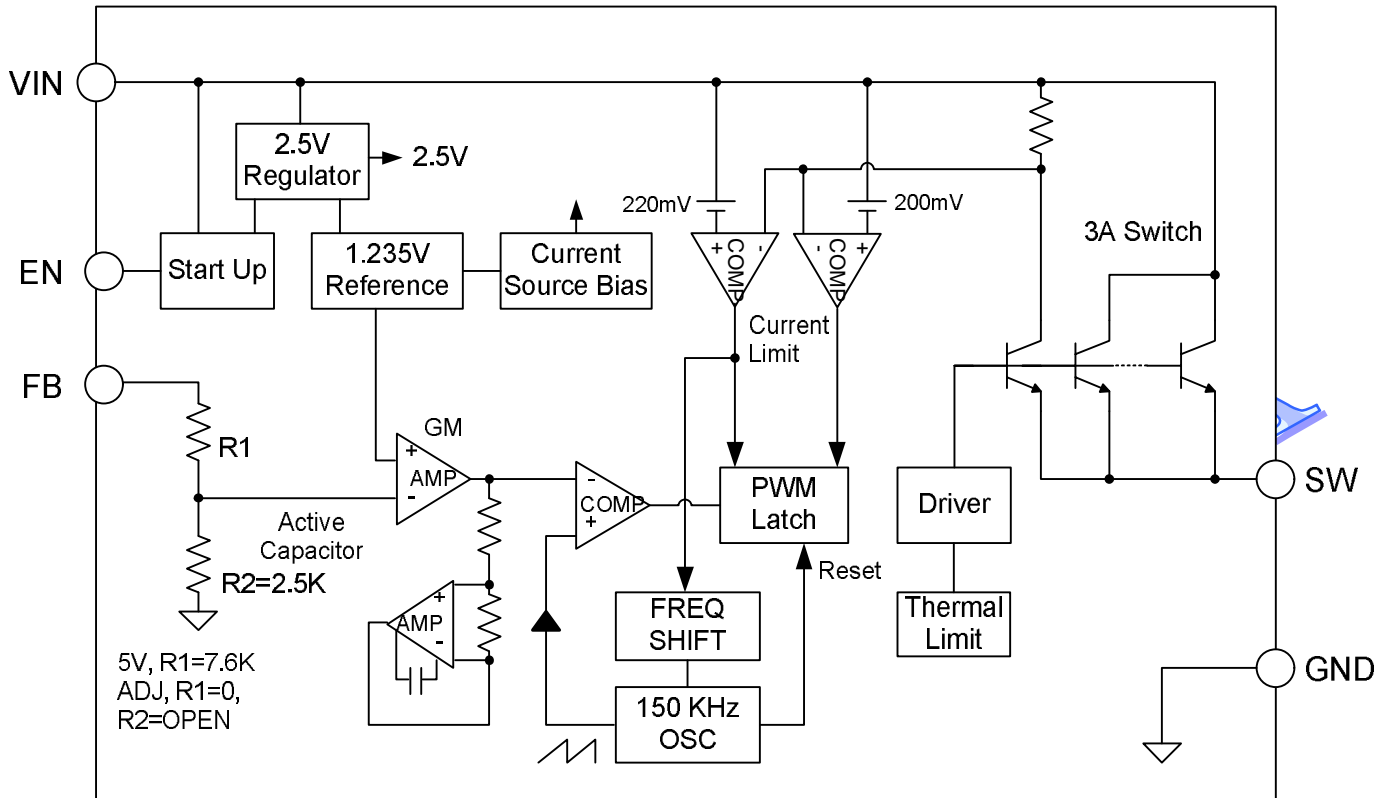 VIN
2.5V
Regulator
2.5V
220mV
200mV
3A Switch
EN
Start Up
1.235V
Reference
Current
Source Bias
+
-
COMP
-
+
COMP
Current
Limit
FB
R1
GM
+
AMP
-
-
COMP
+
PWM
Latch
Driver
SW
Active
Capacitor
R2=2.5K
Reset
+
AMP
-
FREQ
SHIFT
Thermal
Limit
5V, R1=7.6K
ADJ, R1=0,
R2=OPEN
150 KHz
OSC
GND